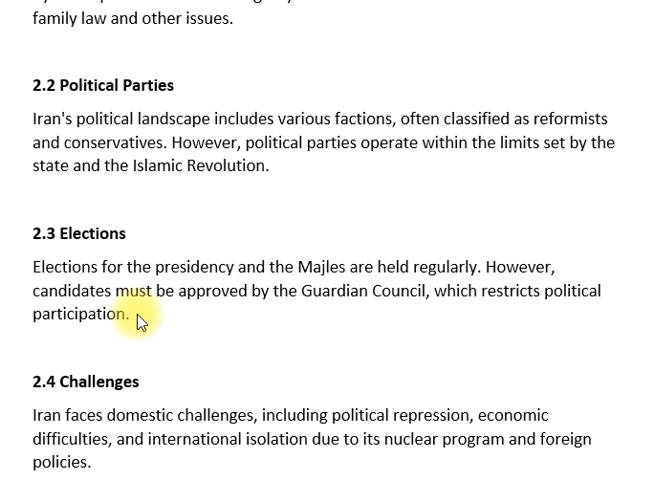 family law and other issues.
2.2 Political Parties
Iran's political landscape includes various factions, often classified as reformists
and conservatives. However, political parties operate within the limits set by the
state and the Islamic Revolution.
2.3 Elections
Elections for the presidency and the Majles are held regularly. However,
candidates must be approved by the Guardian Council, which restricts political
participation.
2.4 Challenges
Iran faces domestic challenges, including political repression, economic
difficulties, and international isolation due to its nuclear program and foreign
policies.